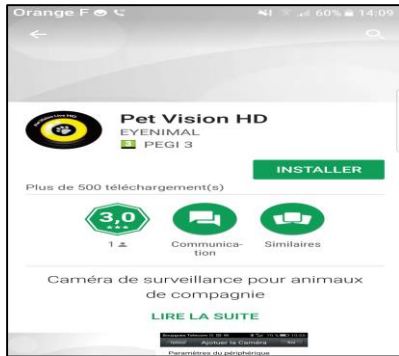 Orange F 60% 14:09
Pet Vision HD
EYENIMAL
3 PEGI 3
INSTALLER
Plus de 500 téléchargement(s)
3,0
1
Communica-
tion
Similaires
Caméra de surveillance pour animaux
de compagnie
LIRE LA SUITE
Ajouter la Caméra
Paramètres du périphérique